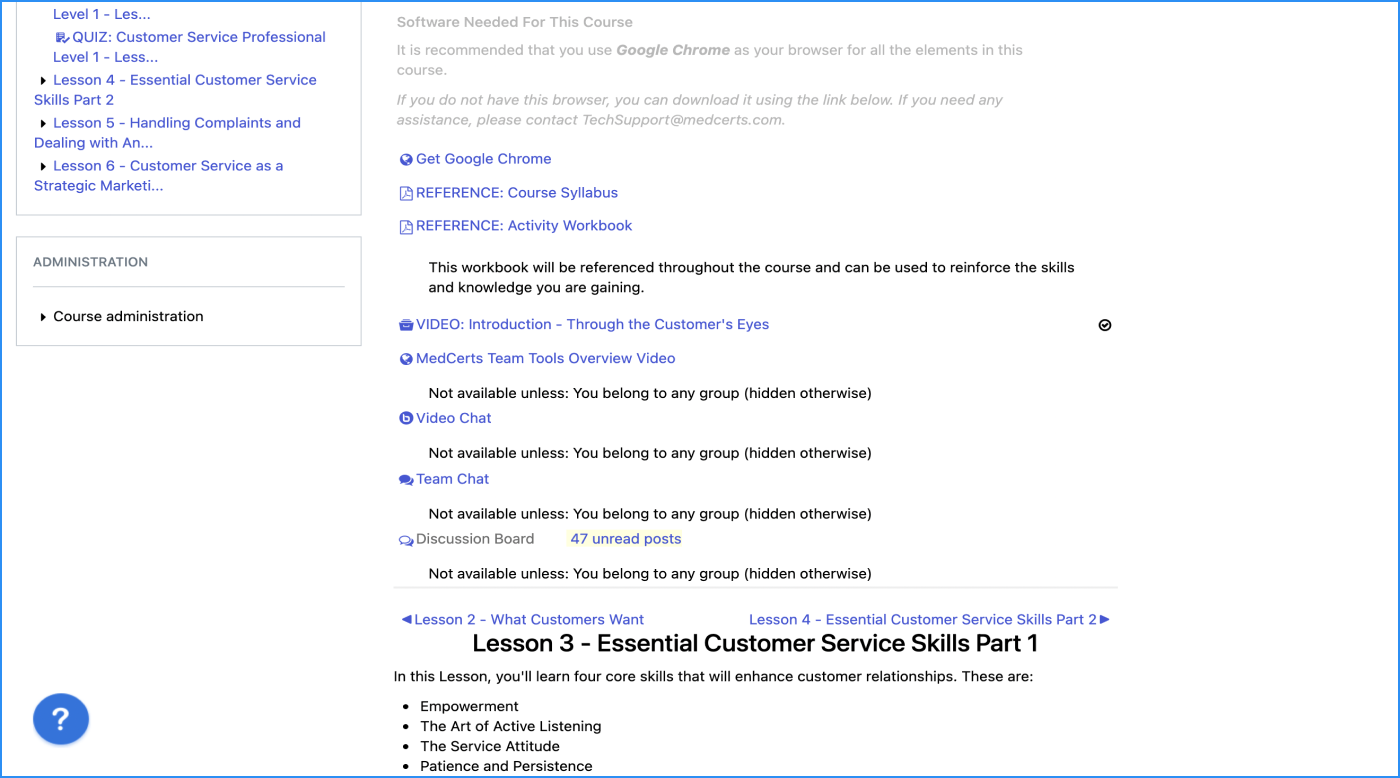 Level 1 - Les...
QUIZ: Customer Service Professional
Level 1 - Less...
Lesson 4 - Essential Customer Service
Skills Part 2
Lesson 5 - Handling Complaints and
Dealing with An...
Lesson 6 - Customer Service as a
Strategic Marketi...
ADMINISTRATION
Course administration
Software Needed For This Course
It is recommended that you use Google Chrome as your browser for all the elements in this
course.
If you do not have this browser, you can download it using the link below. If you need any
assistance, please contact TechSupport@medcerts.com.
Get Google Chrome
REFERENCE: Course Syllabus
REFERENCE: Activity Workbook
This workbook will be referenced throughout the course and can be used to reinforce the skills
and knowledge you are gaining.
VIDEO: Introduction - Through the Customer's Eyes
MedCerts Team Tools Overview Video
Not available unless: You belong to any group (hidden otherwise)
Video Chat
Not available unless: You belong to any group (hidden otherwise)
Team Chat
Not available unless: You belong to any group (hidden otherwise)
Discussion Board 47 unread posts
Not available unless: You belong to any group (hidden otherwise)
◀Lesson 2 - What Customers Want Lesson 4 - Essential Customer Service Skills Part 2▶
Lesson 3 - Essential Customer Service Skills Part 1
In this Lesson, you'll learn four core skills that will enhance customer relationships. These are:
• Empowerment
• The Art of Active Listening
• The Service Attitude
• Patience and Persistence
?